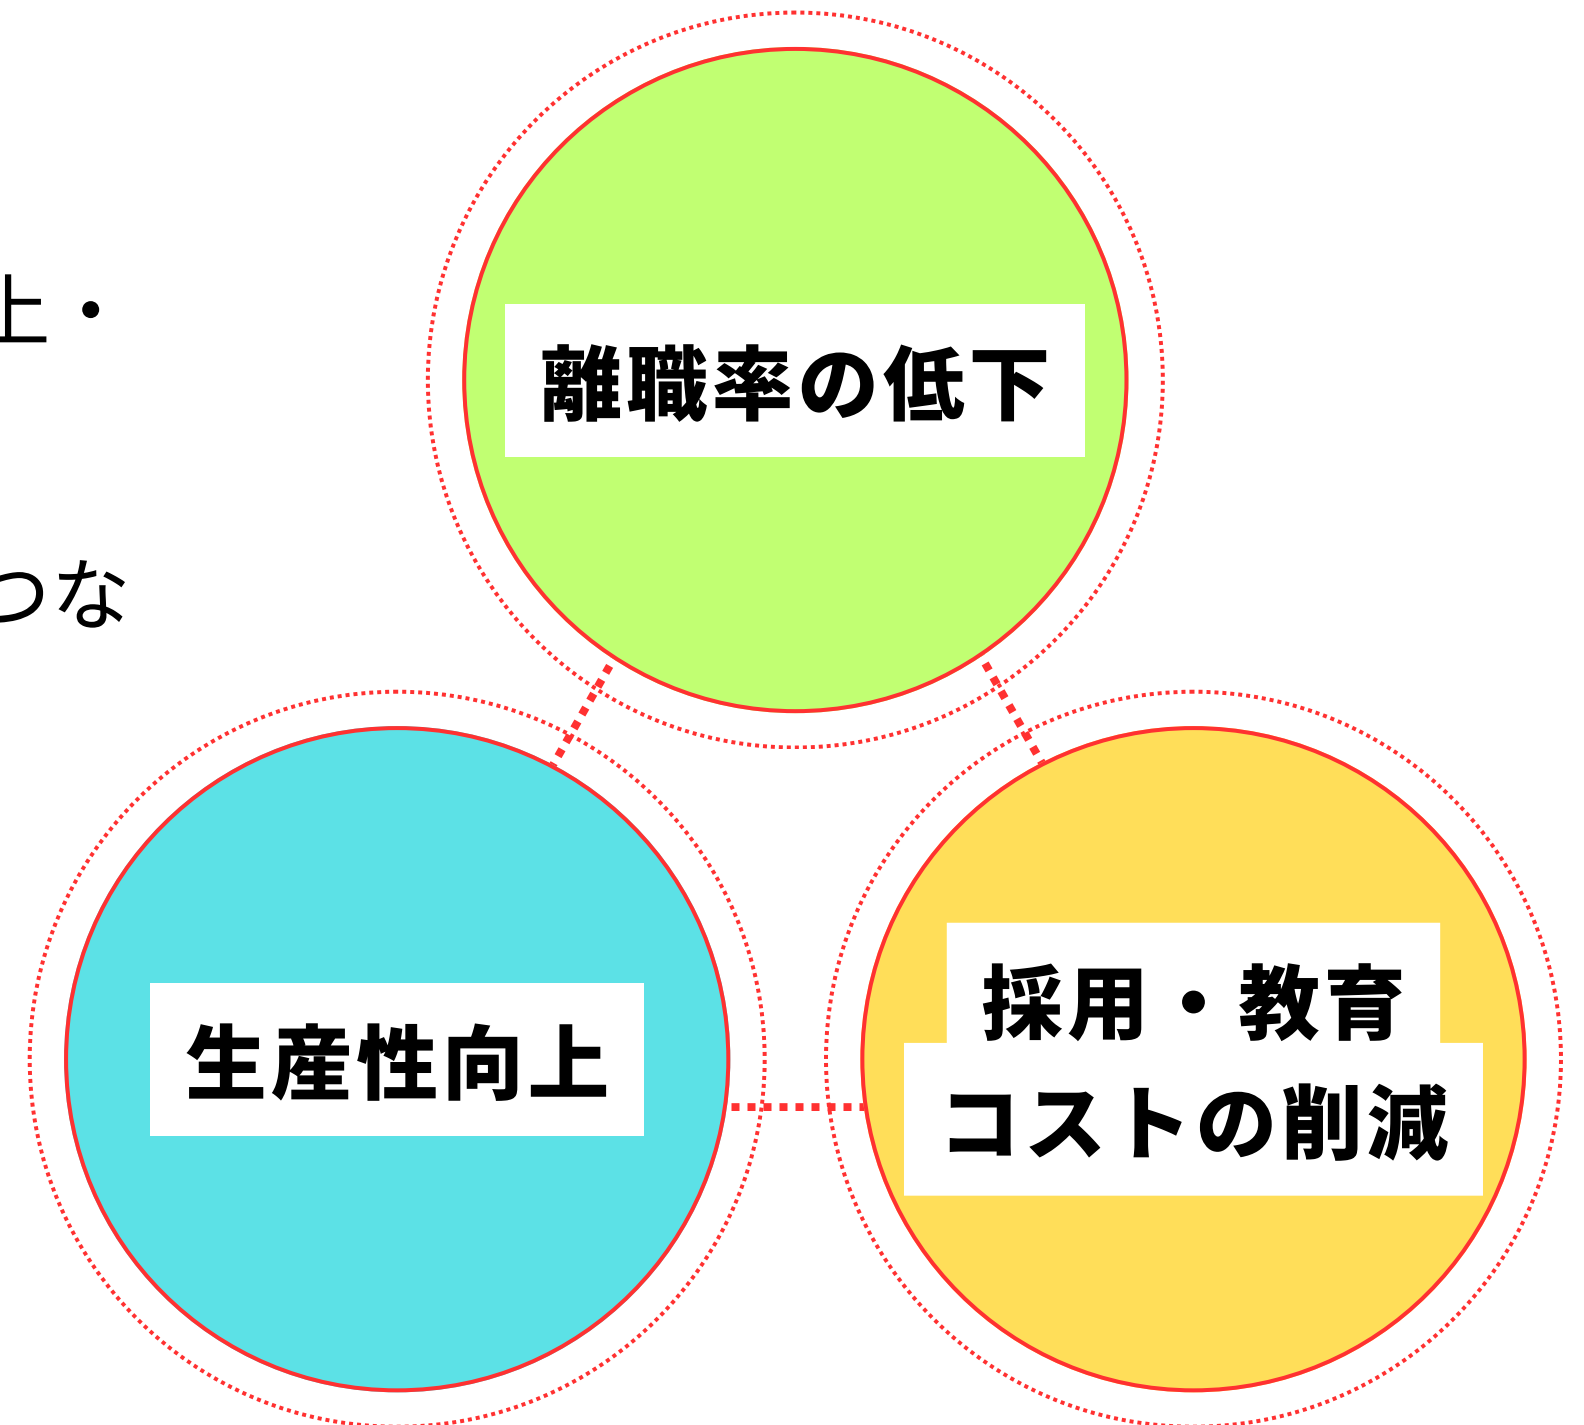 上・
つな
離職率の低下
生産性向上
採用・教育
コストの削減